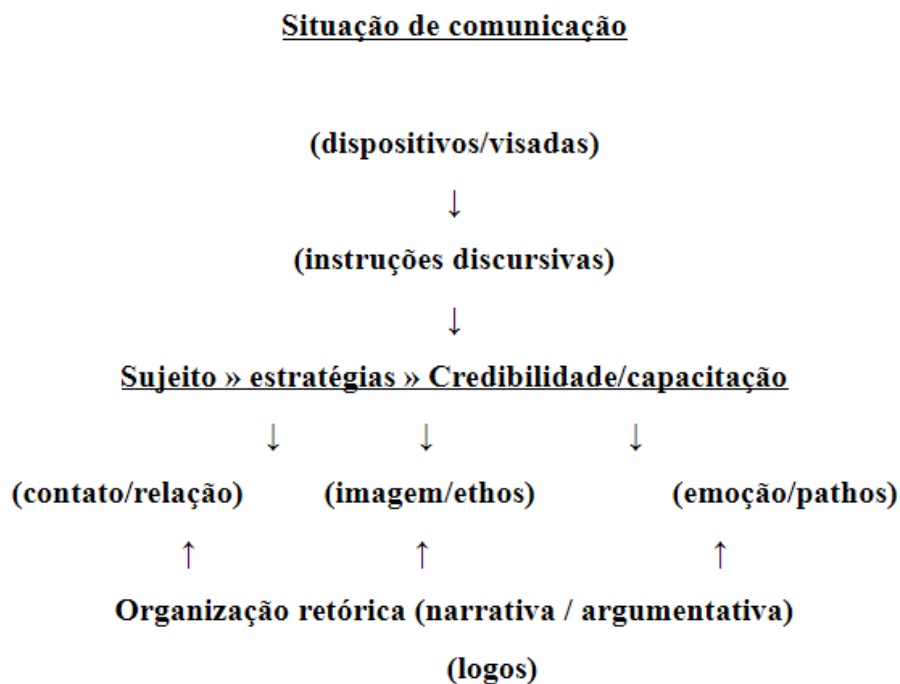 Situação de comunicação
(dispositivos/visadas)
↓
(instruções discursivas)
↓
Sujeito » estratégias » Credibilidade/capacitação
↓ ↓ ↓
(contato/relação) (imagem/ethos) (emoção/pathos)
↑ ↑ ↑
Organização retórica (narrativa / argumentativa)
(logos)